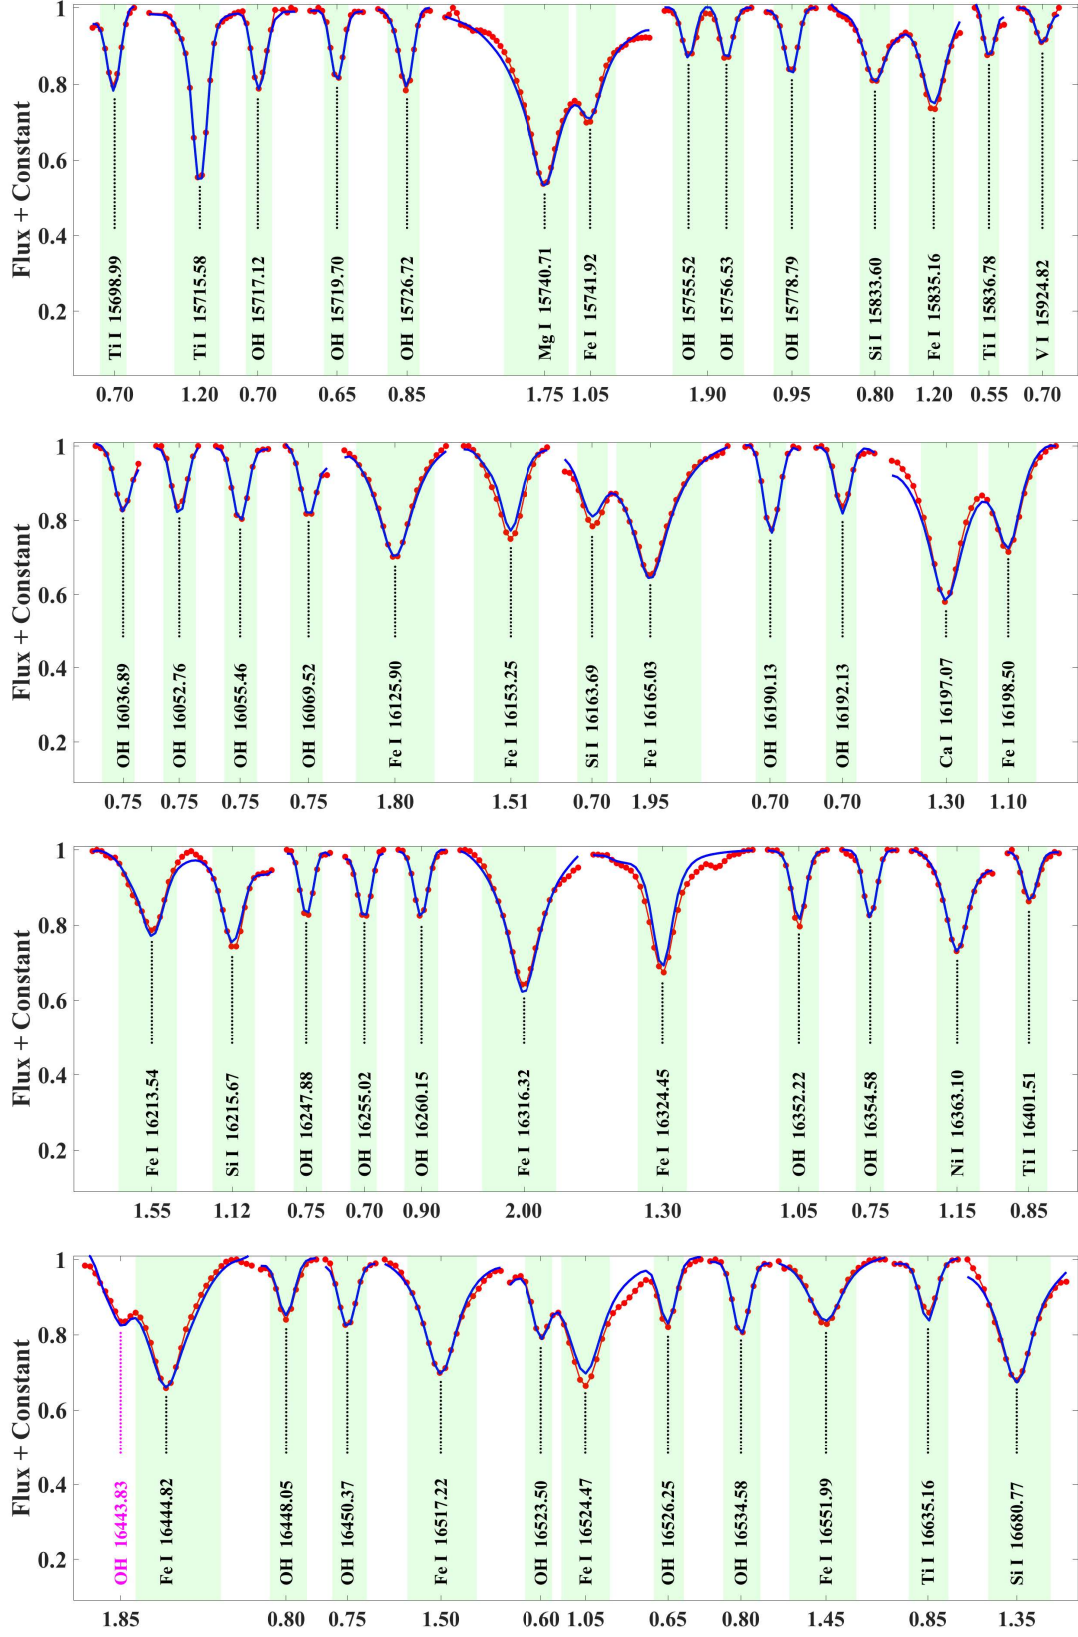 Flux + Constant
1
0.8
0.6
0.4
0.2
Ti I 15698.99
Ti I 15715.58
OH 15717.12
OH 15719.70
OH 15726.72
Mg I 15740.71
Fe I 15741.92
OH 15755.52
OH 15756.53
OH 15778.79
Si I 15833.60
Fe I 15835.16
Ti I 15836.78
V I 15924.82
0.70 1.20 0.70 0.65 0.85 1.75 1.05 1.90 0.95 0.80 1.20 0.55 0.70
Flux + Constant
1
0.8
0.6
0.4
0.2
OH 16036.89
OH 16052.76
OH 16055.46
OH 16069.52
Fe I 16125.90
Fe I 16153.25
Si I 16163.69
Fe I 16165.03
OH 16190.13
OH 16192.13
Ca I 16197.07
Fe I 16198.50
0.75 0.75 0.75 0.75 1.80 1.51 0.70 1.95 0.70 0.70 1.30 1.10
Flux + Constant
1
0.8
0.6
0.4
0.2
Fe I 16213.54
Si I 16215.67
OH 16247.88
OH 16255.02
OH 16260.15
Fe I 16316.32
Fe I 16324.45
OH 16352.22
OH 16354.58
Ni I 16363.10
Ti I 16401.51
1.55 1.12 0.75 0.70 0.90 2.00 1.30 1.05 0.75 1.15 0.85
Flux + Constant
1
0.8
0.6
0.4
0.2
OH 16443.83
Fe I 16444.82
OH 16448.05
OH 16450.37
Fe I 16517.22
OH 16523.50
Fe I 16524.47
OH 16526.25
OH 16534.58
Fe I 16551.99
Ti I 16635.16
Si I 16680.77
1.85 0.80 0.75 1.50 0.60 1.05 0.65 0.80 1.45 0.85 1.35